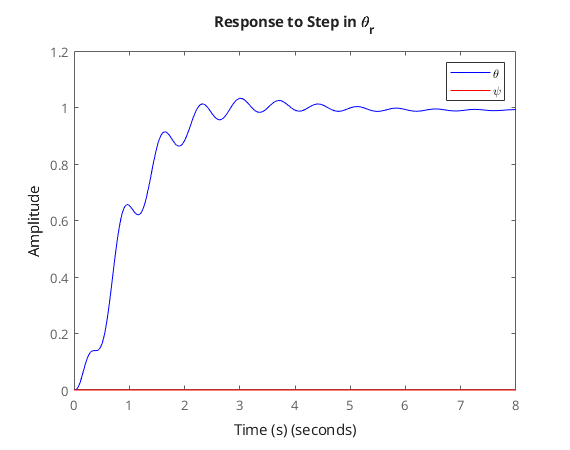 Response to Step in θr
θ
ψ
1.2
1
0.8
0.6
0.4
0.2
0
Amplitude
0 1 2 3 4 5 6 7 8
Time (s) (seconds)